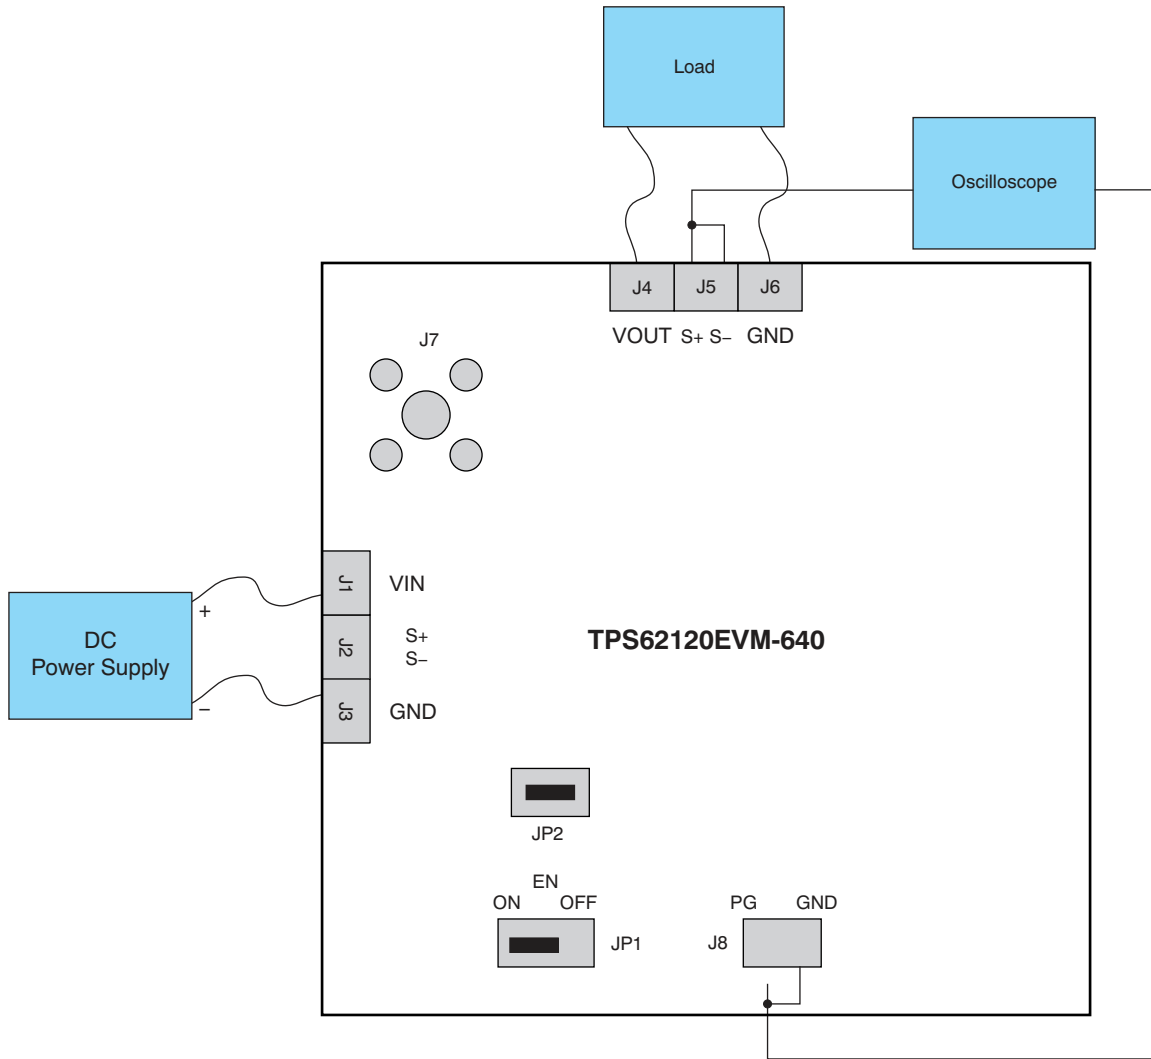 Load
Oscilloscope
J4 J5 J6
VOUT S+ S− GND
J7
J1 VIN
+
DC
Power Supply
J2 S+
S−
TPS62120EVM-640
−
J3 GND
JP2
EN
ON OFF
JP1
PG GND
J8